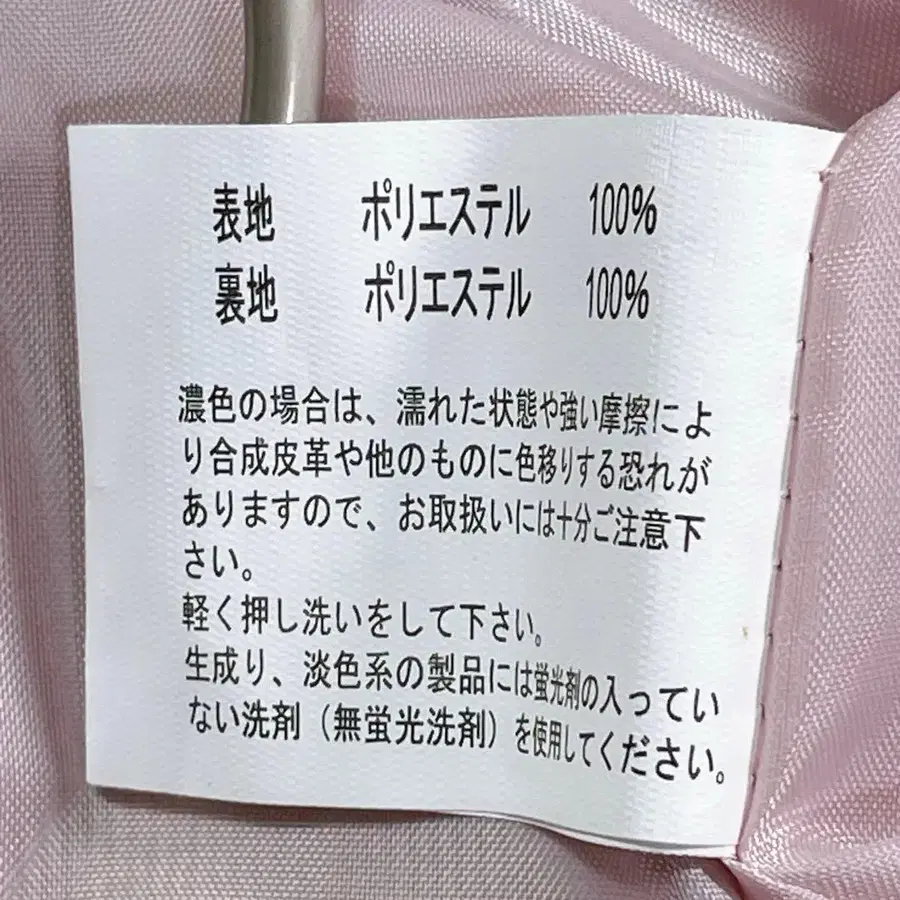 表地 ポリエステル 100%
裏地 ポリエステル 100%
濃色の場合は、濡れた状態や強い摩擦によ
り合成皮革や他のものに色移りする恐れが
ありますので、お取扱いには十分ご注意下
さい。
軽く押し洗いをして下さい。
生成り、淡色系の製品には蛍光剤の入ってい
ない洗剤（無蛍光洗剤）を使用してください。